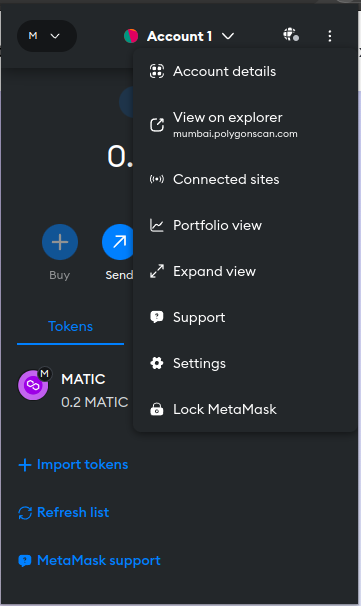 M
Account 1
Account details
View on explorer
mumbai.polygonscan.com
0.
Connected sites
Portfolio view
Buy
Send
Expand view
Support
Tokens
Settings
M
MATIC
0.2 MATIC
Lock MetaMask
Import tokens
Refresh list
MetaMask support